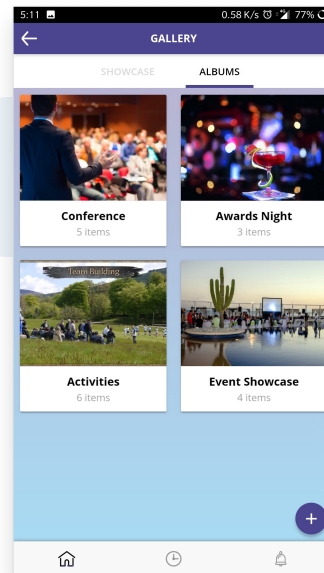 5:11 0.58 K/s 77%
GALLERY
SHOWCASE ALBUMS
Conference Awards Night
5 items 3 items
Team Building
Activities Event Showcase
6 items 4 items